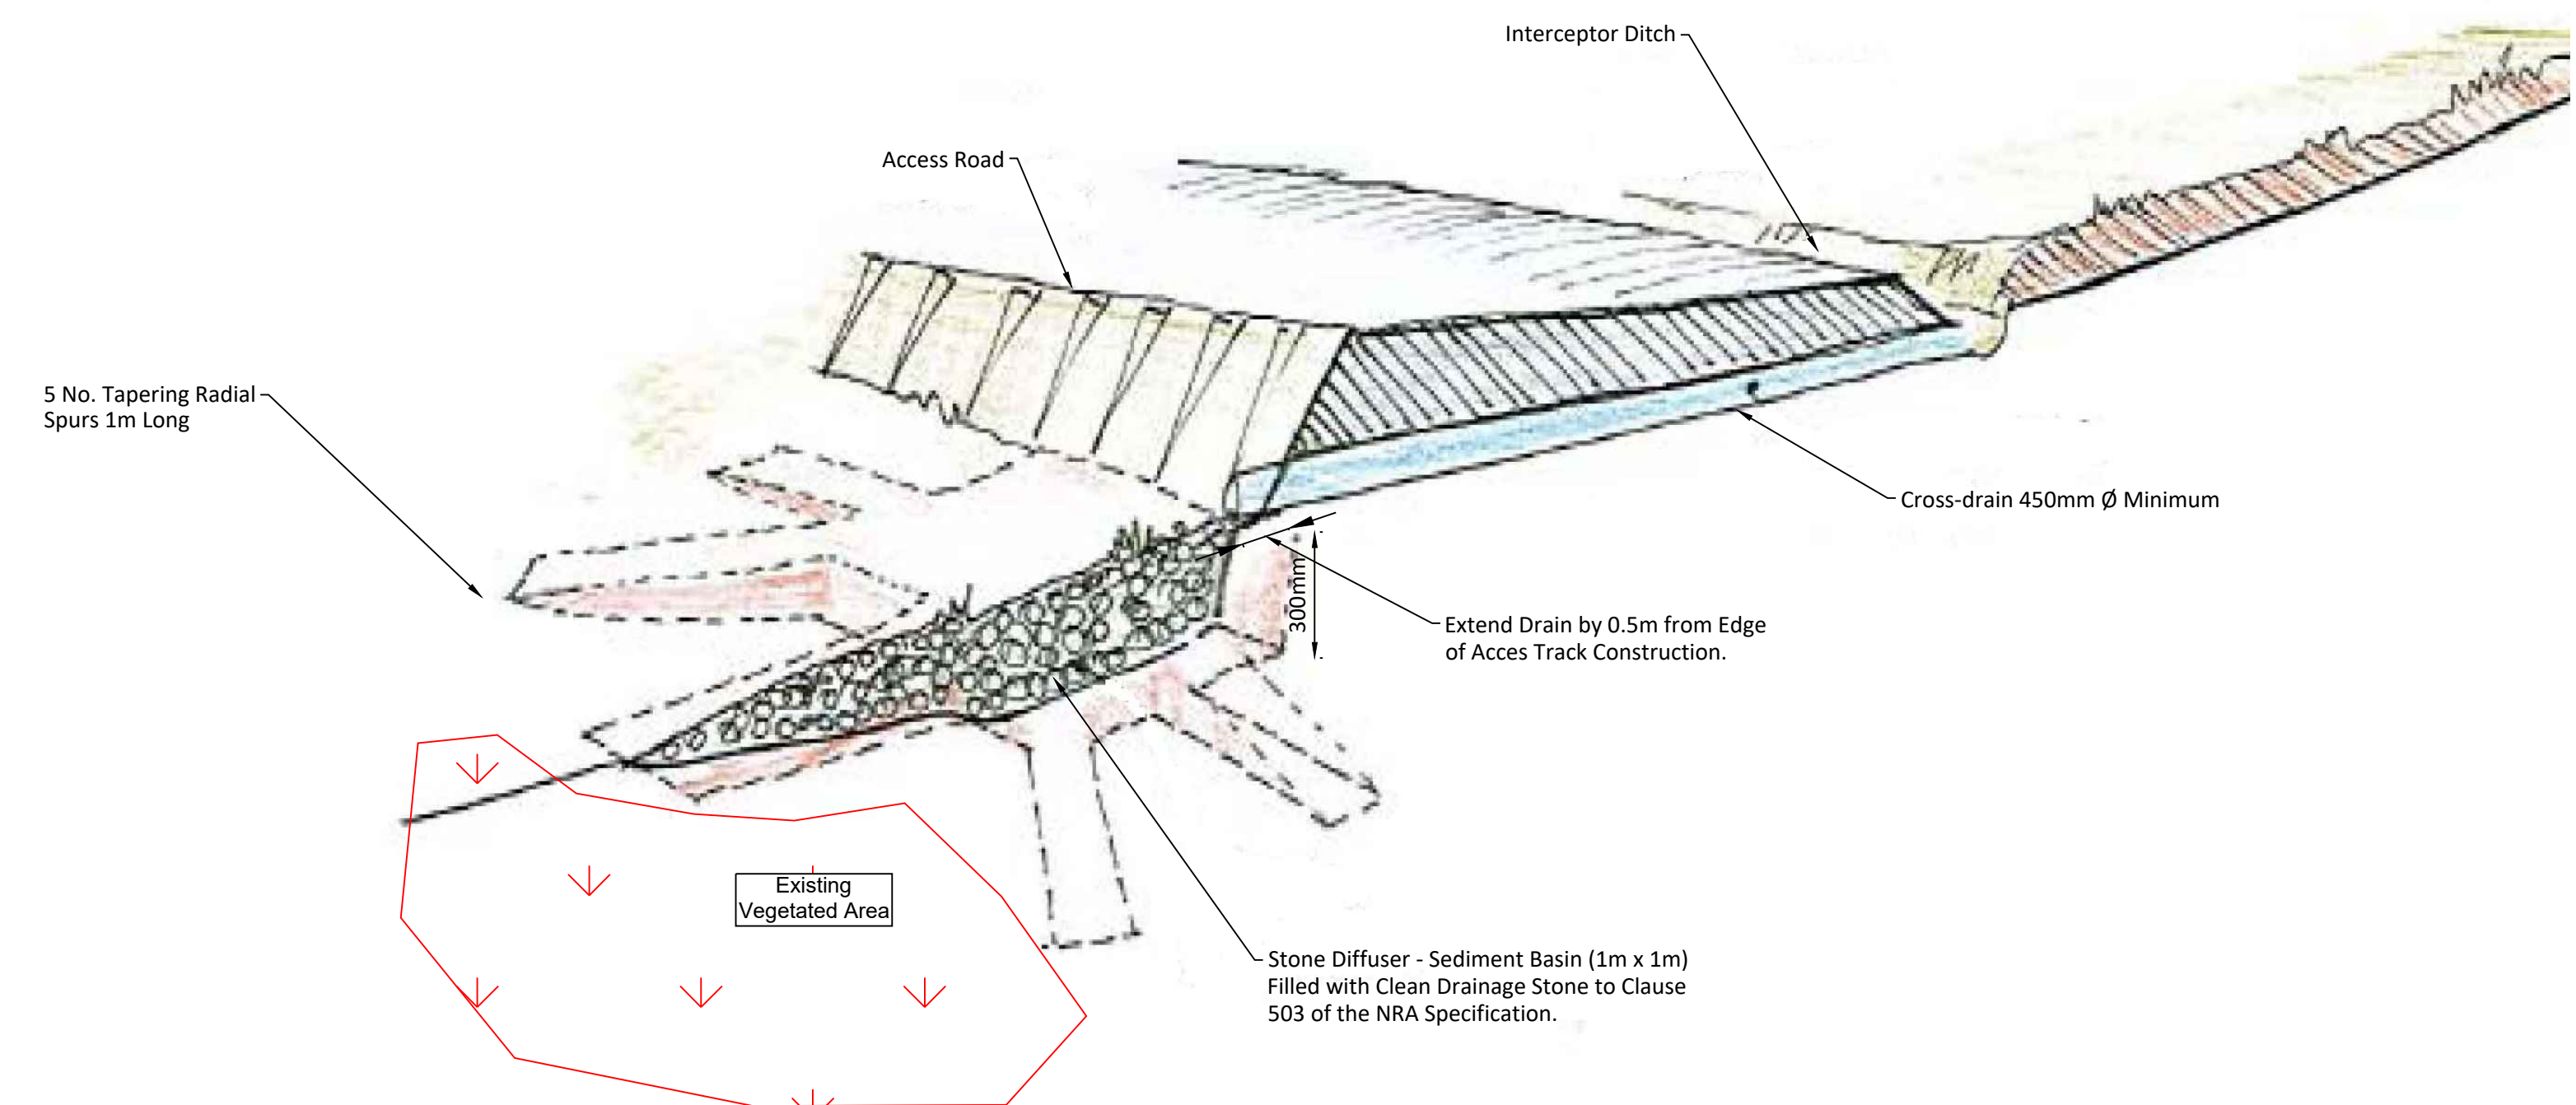 Interceptor Ditch
Access Road
5 No. Tapering Radial
Spurs 1m Long
Cross-drain 450mm Ø Minimum
300mm
Extend Drain by 0.5m from Edge
of Acces Track Construction.
Existing
Vegetated Area
Stone Diffuser - Sediment Basin (1m x 1m)
Filled with Clean Drainage Stone to Clause
503 of the NRA Specification.